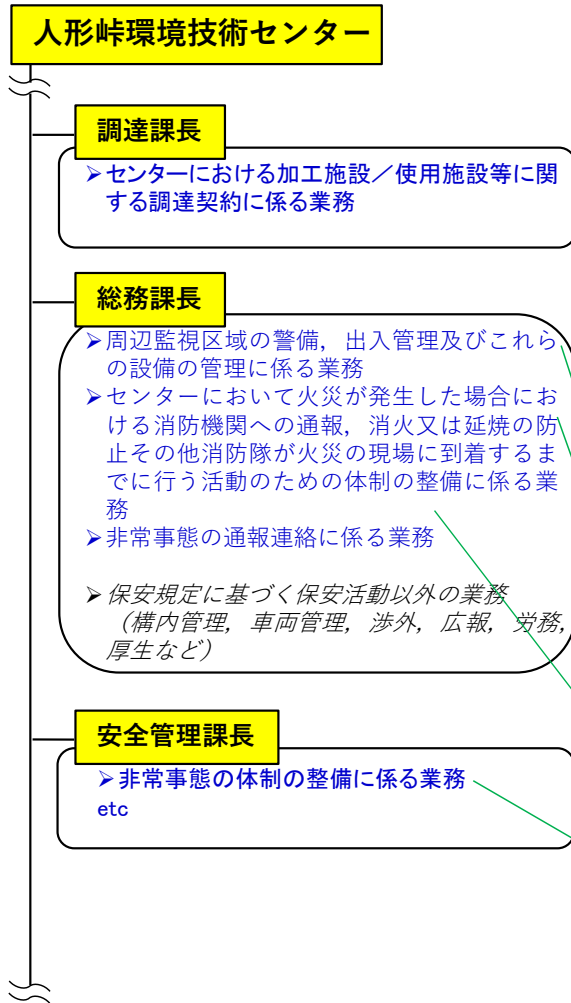 人形峠環境技術センター
調達課長
➢センターにおける加工施設／使用施設等に関
する調達契約に係る業務
総務課長
➢周辺監視区域の警備，出入管理及びこれら
の設備の管理に係る業務
➢センターにおいて火災が発生した場合にお
ける消防機関への通報，消火又は延焼の防
止その他消防隊が火災の現場に到着するま
でに行う活動のための体制の整備に係る業
務
➢非常事態の通報連絡に係る業務
➢保安規定に基づく保安活動以外の業務
（構内管理，車両管理，渉外，広報，労務，
厚生など）
安全管理課長
➢非常事態の体制の整備に係る業務
etc